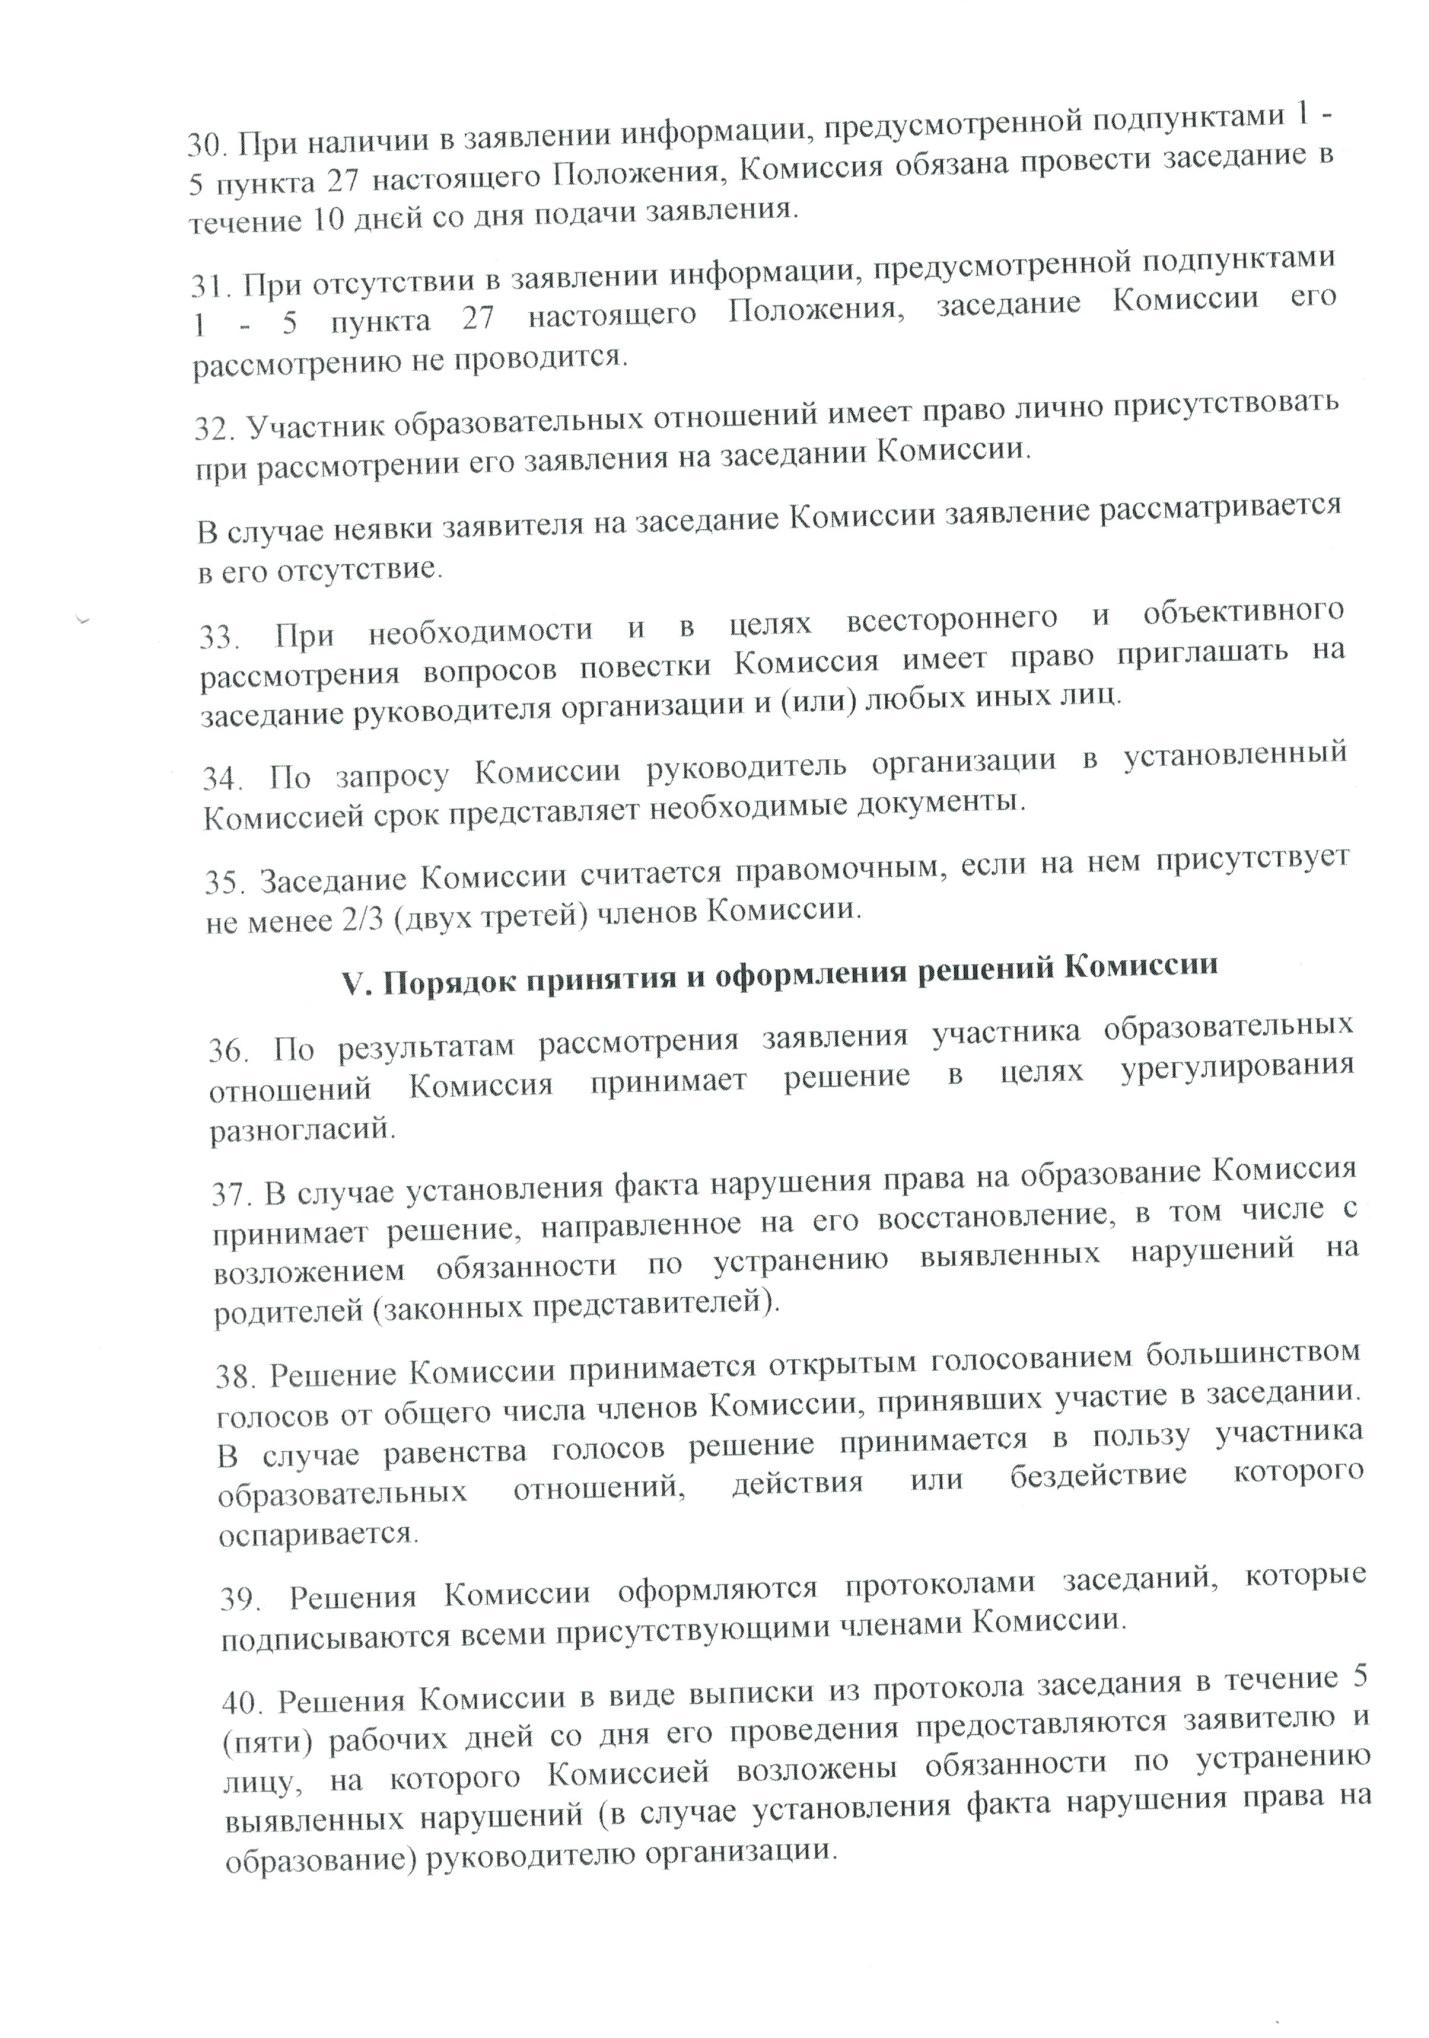 30. При наличии в заявлении информации, предусмотренной подпунктами 1 -
5 пункта 27 настоящего Положения, Комиссия обязана провести заседание в
течение 10 дней со дня подачи заявления.
31. При отсутствии в заявлении информации, предусмотренной подпунктами
1 - 5 пункта 27 настоящего Положения, заседание Комиссии его
рассмотрению не проводится.
32. Участник образовательных отношений имеет право лично присутствовать
при рассмотрении его заявления на заседании Комиссии.
В случае неявки заявителя на заседание Комиссии заявление рассматривается
в его отсутствие.
33. При необходимости и в целях всестороннего и объективного
рассмотрения вопросов повестки Комиссия имеет право приглашать на
заседание руководителя организации и (или) любых иных лиц.
34. По запросу Комиссии руководитель организации в установленный
Комиссией срок представляет необходимые документы.
35. Заседание Комиссии считается правомочным, если на нем присутствует
не менее 2/3 (двух третей) членов Комиссии.
V. Порядок принятия и оформления решений Комиссии
36. По результатам рассмотрения заявления участника образовательных
отношений Комиссия принимает решение в целях урегулирования
разногласий.
37. В случае установления факта нарушения права на образование Комиссия
принимает решение, направленное на его восстановление, в том числе с
возложением обязанности по устранению выявленных нарушений на
родителей (законных представителей).
38. Решение Комиссии принимается открытым голосованием большинством
голосов от общего числа членов Комиссии, принявших участие в заседании.
В случае равенства голосов решение принимается в пользу участника
образовательных отношений, действия или бездействие которого
оспаривается.
39. Решения Комиссии оформляются протоколами заседаний, которые
подписываются всеми присутствующими членами Комиссии.
40. Решения Комиссии в виде выписки из протокола заседания в течение 5
(пяти) рабочих дней со дня его проведения предоставляются заявителю и
лицу, на которого Комиссией возложены обязанности по устранению
выявленных нарушений (в случае установления факта нарушения права на
образование) руководителю организации.